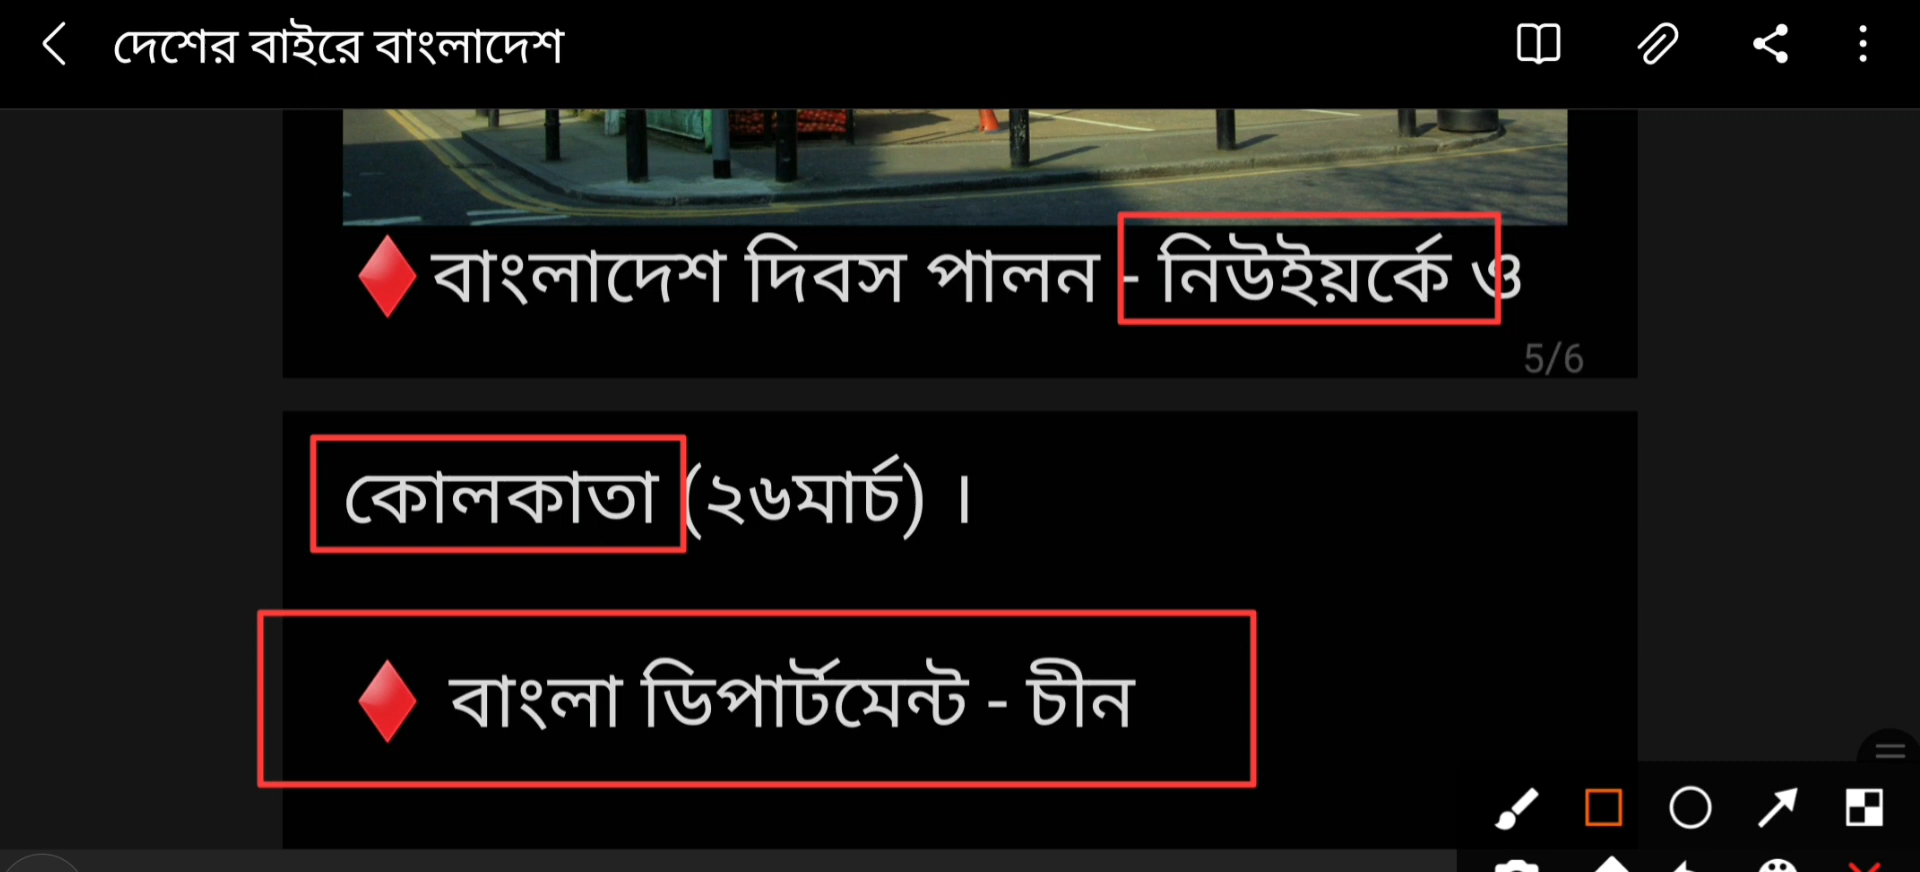 দেশের বাইরে বাংলাদেশ
♦️বাংলাদেশ দিবস পালন - নিউইয়র্কে ও
5/6
কোলকাতা (২৬মার্চ) ।
♦️ বাংলা ডিপার্টমেন্ট - চীন